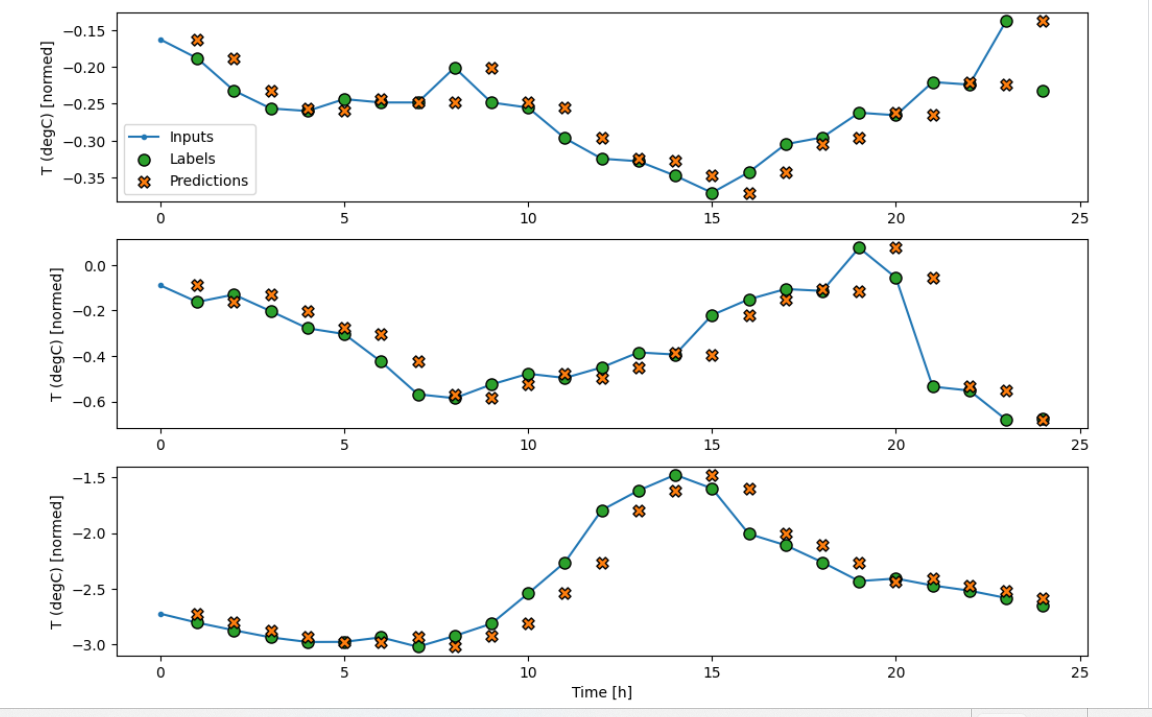 T (degC) [normed]
−0.15
−0.20
−0.25
−0.30
−0.35
Inputs
Labels
Predictions
0 5 10 15 20 25
T (degC) [normed]
0.0
−0.2
−0.4
−0.6
0 5 10 15 20 25
T (degC) [normed]
−1.5
−2.0
−2.5
−3.0
0 5 10 15 20 25
Time [h]